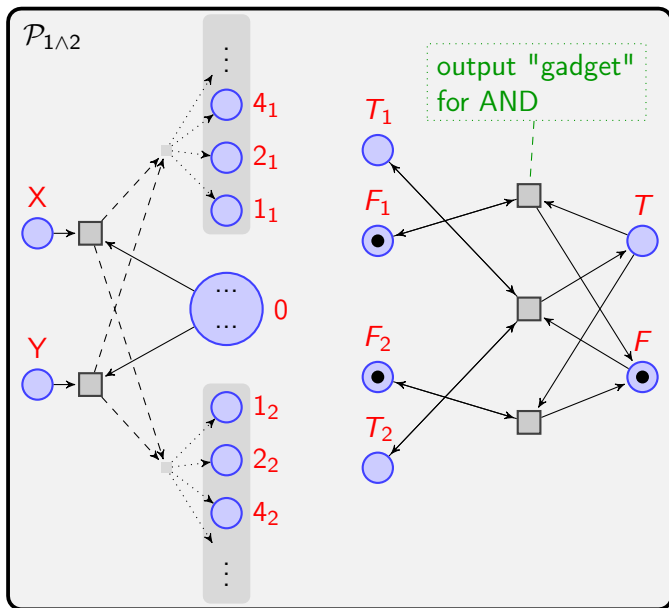 𝒫₁∧₂
output "gadget"
for AND
⋮
4₁
2₁
1₁
X
Y
...
...
0
1₂
2₂
4₂
⋮
T₁
F₁
F₂
T₂
T
F